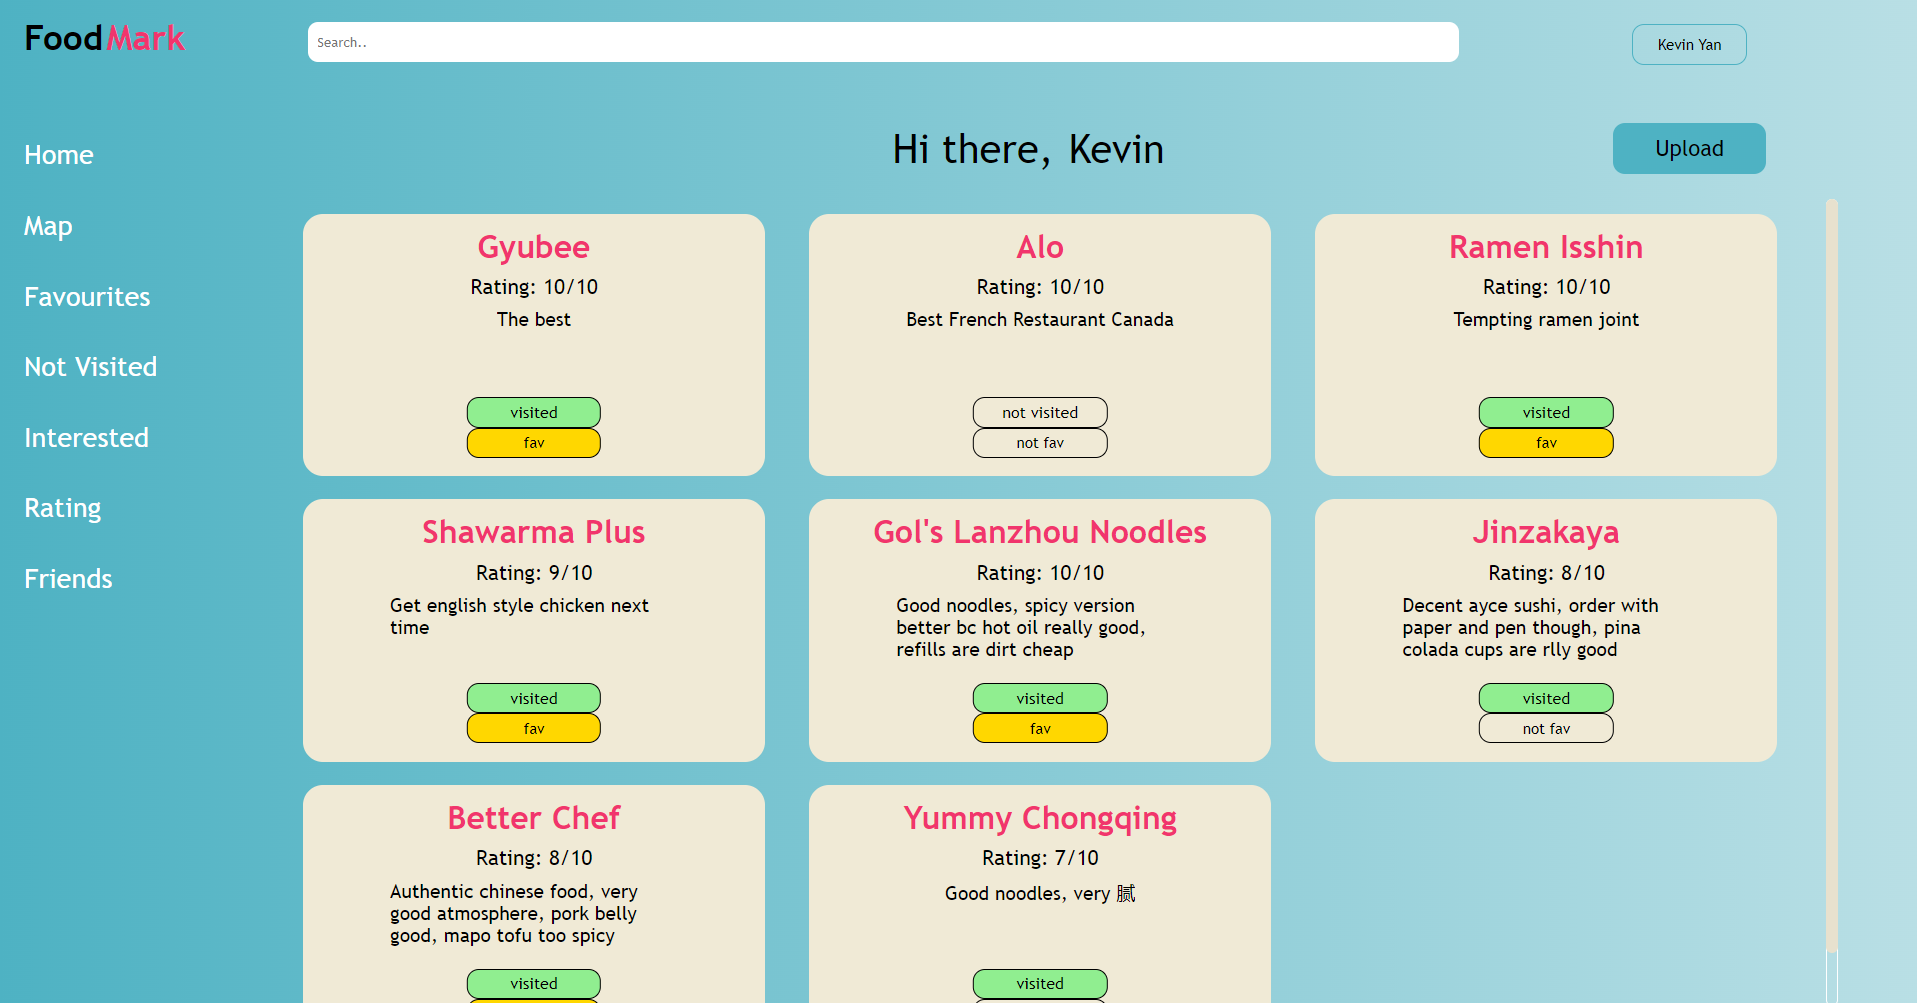 FoodMark
Search..
Kevin Yan
Home
Map
Favourites
Not Visited
Interested
Rating
Friends
Hi there, Kevin
Upload
Gyubee
Rating: 10/10
The best
visited
fav
Alo
Rating: 10/10
Best French Restaurant Canada
not visited
not fav
Ramen Isshin
Rating: 10/10
Tempting ramen joint
visited
fav
Shawarma Plus
Rating: 9/10
Get english style chicken next
time
visited
fav
Gol's Lanzhou Noodles
Rating: 10/10
Good noodles, spicy version
better bc hot oil really good,
refills are dirt cheap
visited
fav
Jinzakaya
Rating: 8/10
Decent ayce sushi, order with
paper and pen though, pina
colada cups are rlly good
visited
not fav
Better Chef
Rating: 8/10
Authentic chinese food, very
good atmosphere, pork belly
good, mapo tofu too spicy
visited
Yummy Chongqing
Rating: 7/10
Good noodles, very 腻
visited